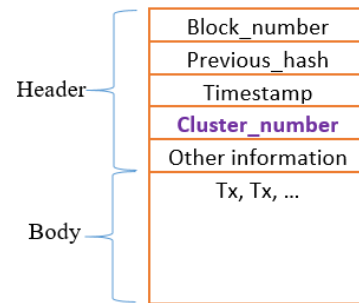 Block_number
Previous_hash
Header
Timestamp
Cluster_number
Other information
Tx, Tx, ...
Body